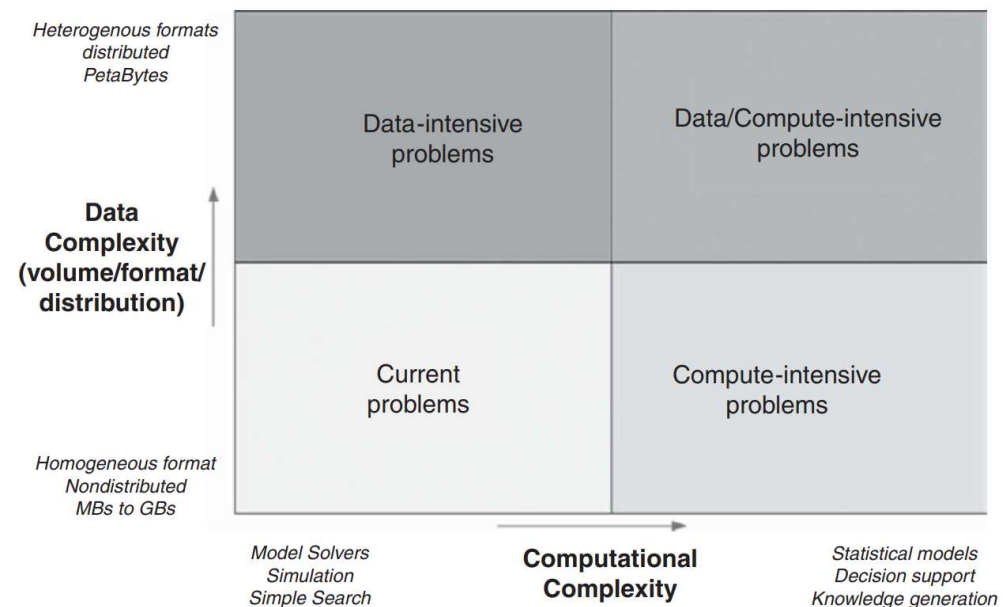 Heterogenous formats
distributed
PetaBytes
Data-intensive
problems
Data/Compute-intensive
problems
Data
Complexity
(volume/format/
distribution)
Current
problems
Compute-intensive
problems
Homogeneous format
Nondistributed
MBs to GBs
Model Solvers
Simulation
Simple Search
Computational
Complexity
Statistical models
Decision support
Knowledge generation